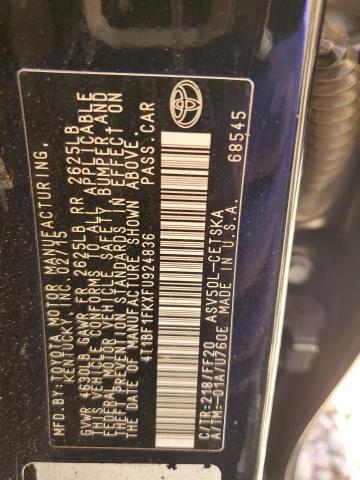 MFD.BY:TOYOTA MOTOR MANUFACTURING,
KENTUCKY, INC. 02/15
GVWR 4630LB GAWR FR 2625LB RR 2625LB
THIS VEHICLE CONFORMS TO ALL APPLICABLE
FEDERAL MOTOR VEHICLE SAFETY, BUMPER, AND
THEFT PREVENTION STANDARDS IN EFFECT ON
THE DATE OF MANUFACTURE SHOWN ABOVE.
4T1BF1FKXFU924836 PASS. CAR
C/TR:218/FF20 ASV50L-CETSKA
A/TM:-01A/U760E MADE IN U.S.A.
68545